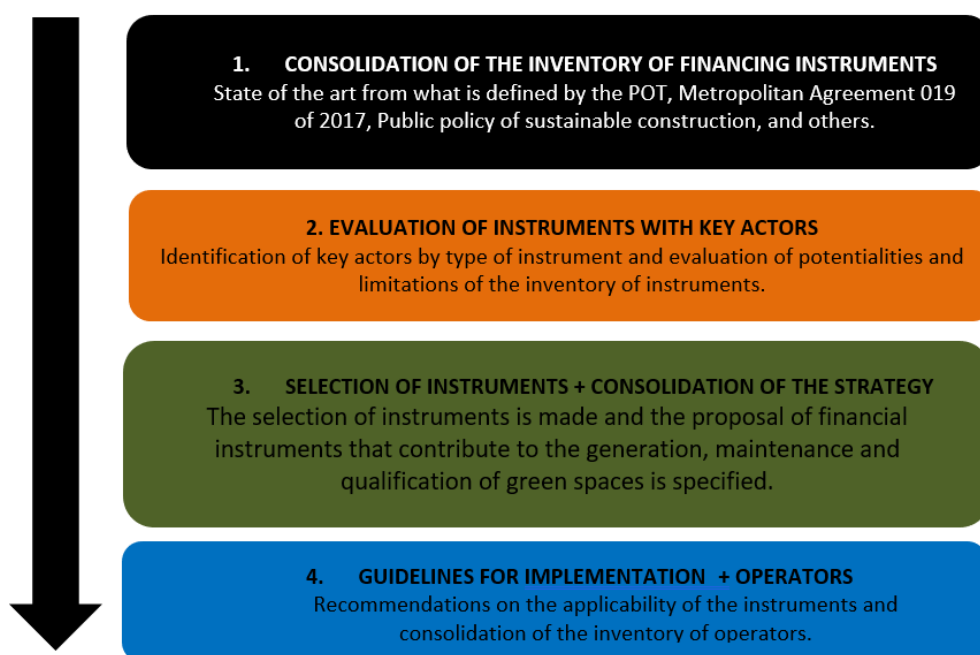 1. CONSOLIDATION OF THE INVENTORY OF FINANCING INSTRUMENTS
State of the art from what is defined by the POT, Metropolitan Agreement 019
of 2017, Public policy of sustainable construction, and others.
2. EVALUATION OF INSTRUMENTS WITH KEY ACTORS
Identification of key actors by type of instrument and evaluation of potentialities and
limitations of the inventory of instruments.
3. SELECTION OF INSTRUMENTS + CONSOLIDATION OF THE STRATEGY
The selection of instruments is made and the proposal of financial
instruments that contribute to the generation, maintenance and
qualification of green spaces is specified.
4. GUIDELINES FOR IMPLEMENTATION + OPERATORS
Recommendations on the applicability of the instruments and
consolidation of the inventory of operators.